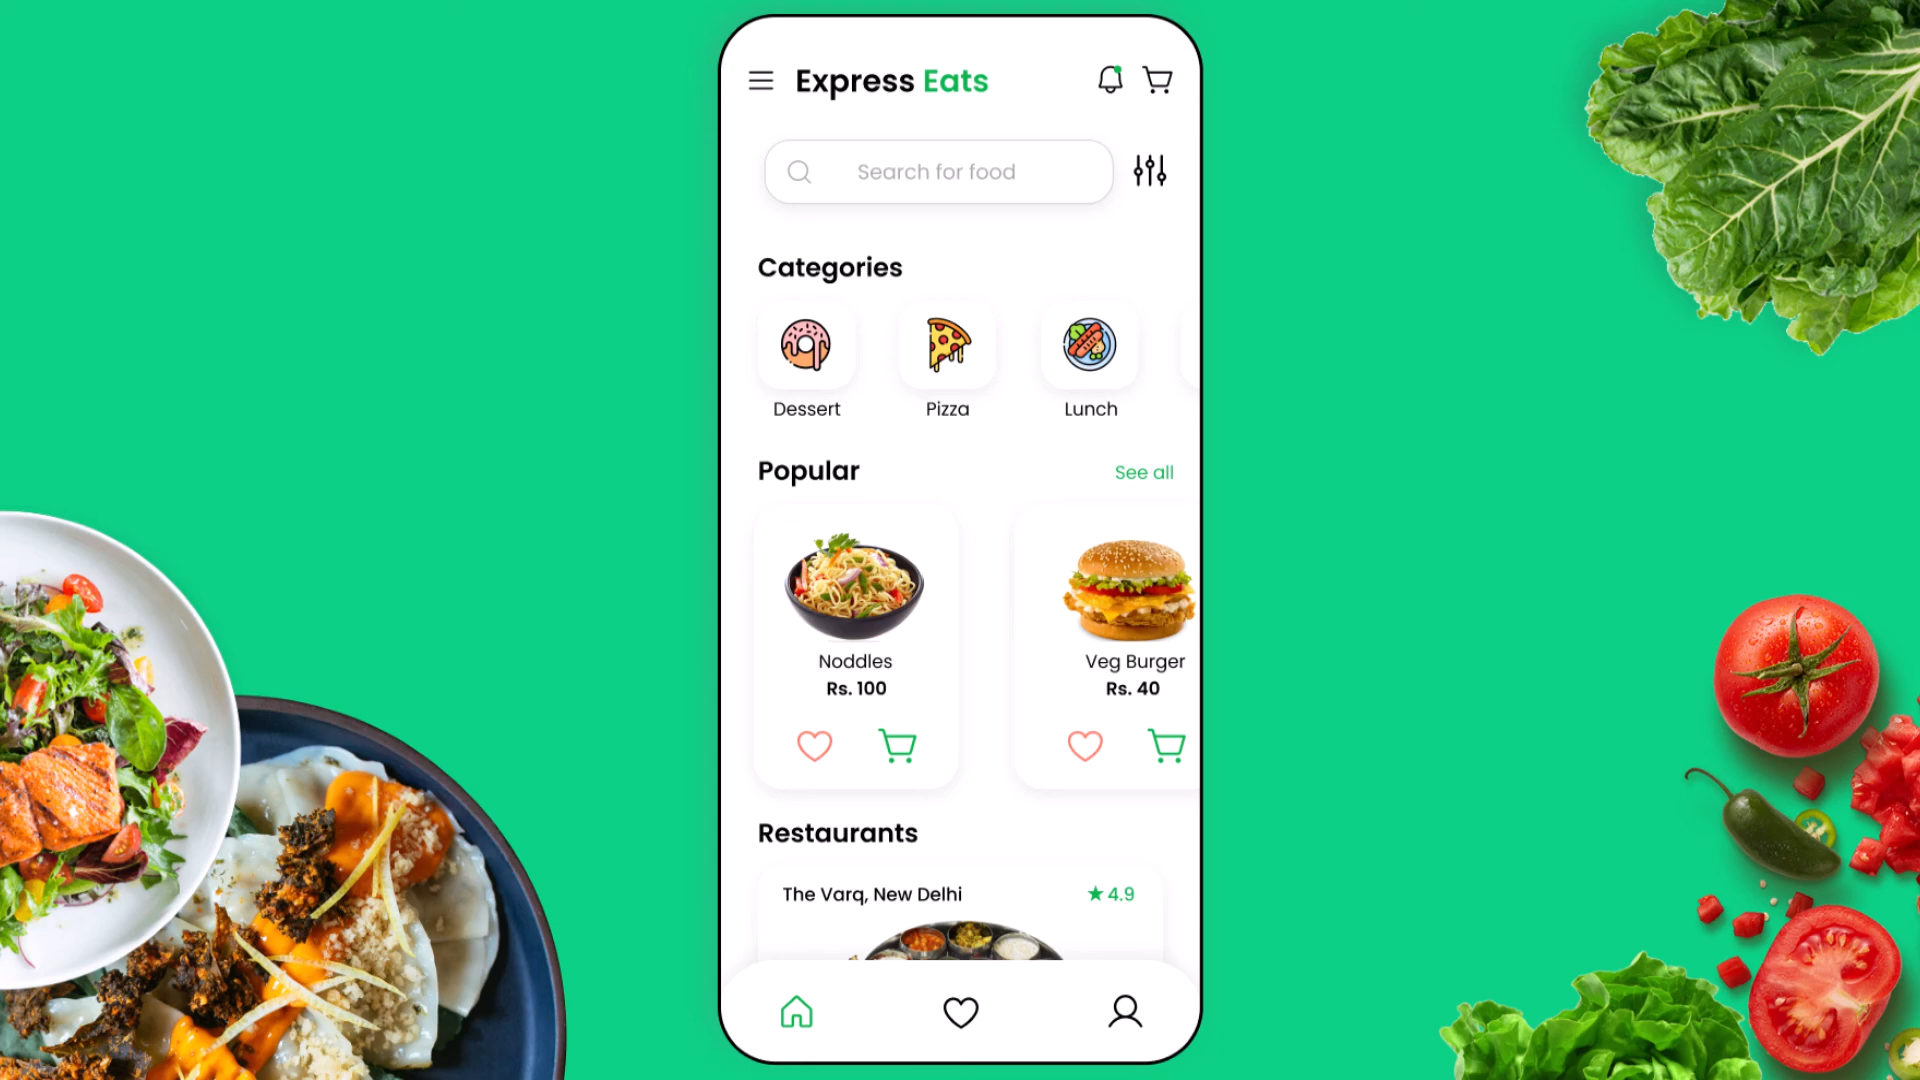 Express Eats
Search for food
Categories
Dessert
Pizza
Lunch
Popular
See all
Noddles
Rs. 100
Veg Burger
Rs. 40
Restaurants
The Varq, New Delhi
4.9